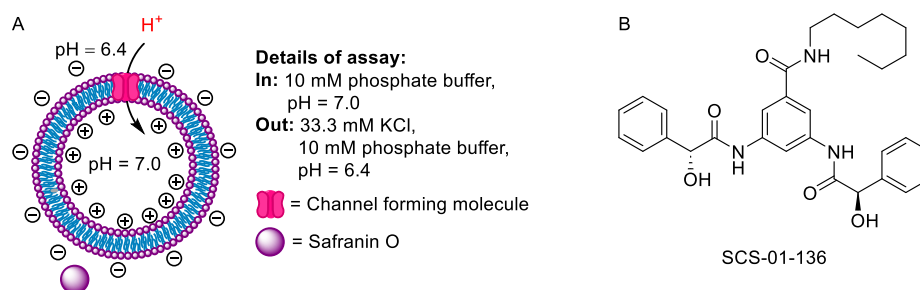 A
H⁺
pH = 6.4
pH = 7.0
Details of assay:
In: 10 mM phosphate buffer,
pH = 7.0
Out: 33.3 mM KCl,
10 mM phosphate buffer,
pH = 6.4
= Channel forming molecule
= Safranin O
B
O
NH
O
N
H
OH
H
N
O
OH
SCS-01-136